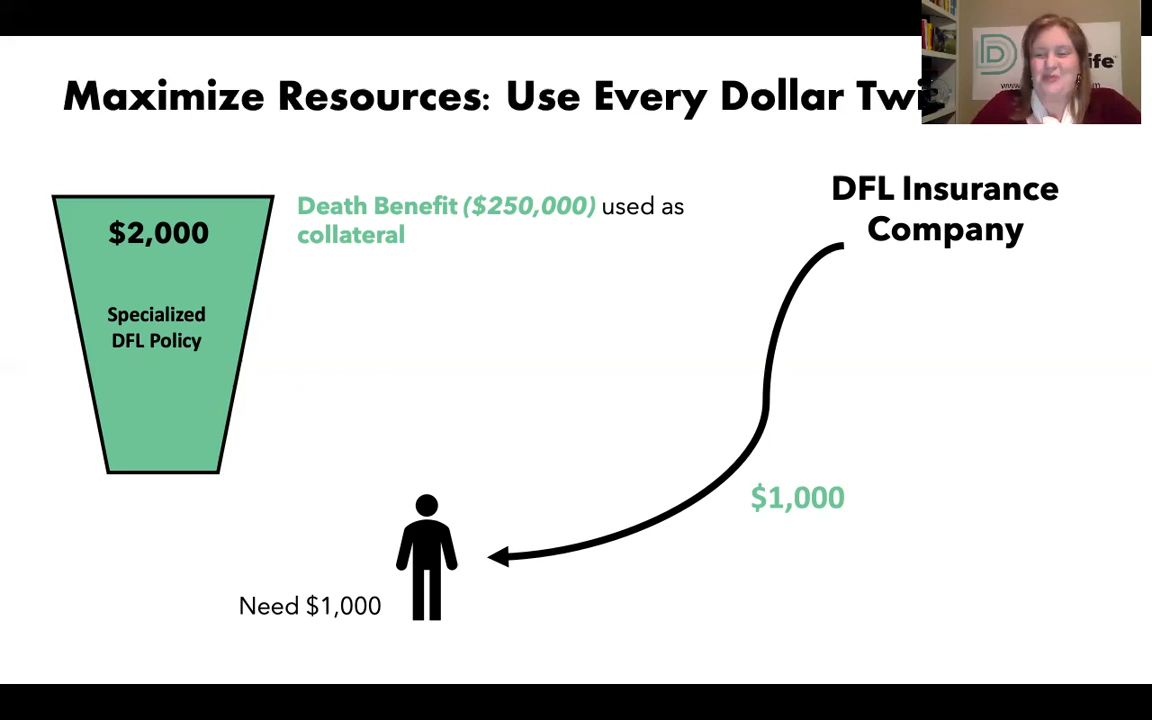 Maximize Resources: Use Every Dollar Twi
ife™
DFL Insurance
Company
$2,000
Death Benefit ($250,000) used as
collateral
Specialized
DFL Policy
$1,000
Need $1,000